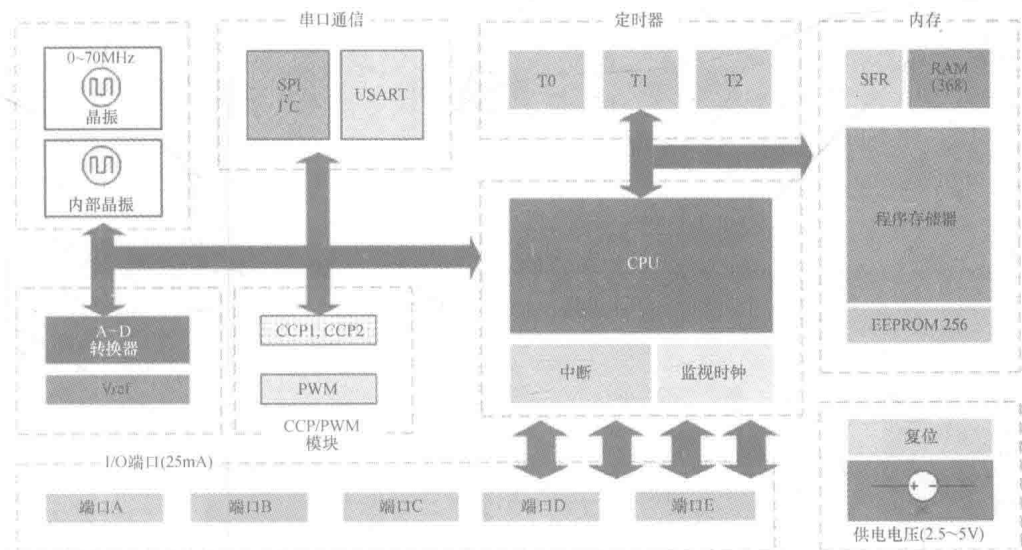 0~70MHz
晶振
内部晶振
串口通信
SPI
I²C
USART
定时器
T0
T1
T2
内存
SFR
RAM
(368)
程序存储器
EEPROM 256
CPU
中断
监视时钟
A~D
转换器
Vref
CCP1, CCP2
PWM
CCP/PWM
模块
I/O端口(25mA)
端口A
端口B
端口C
端口D
端口E
复位
+ -
供电电压(2.5~5V)